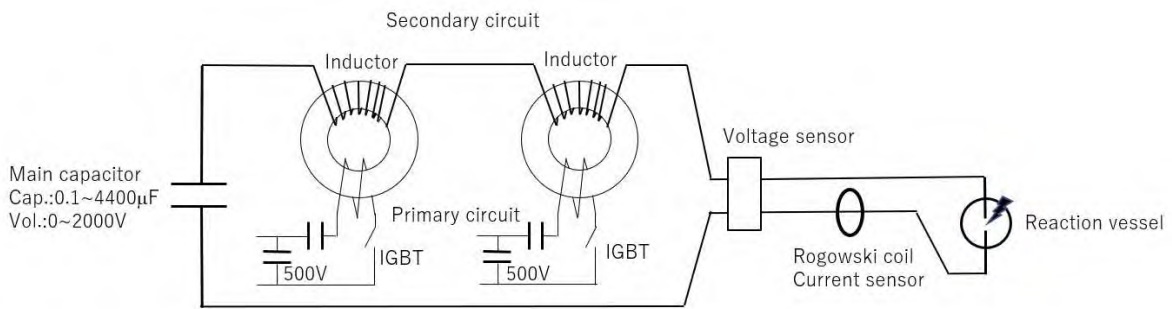 Secondary circuit
Inductor
Inductor
Voltage sensor
Main capacitor
Cap.:0.1~4400μF
Vol.:0~2000V
Primary circuit
500V
IGBT
500V
IGBT
Rogowski coil
Current sensor
Reaction vessel